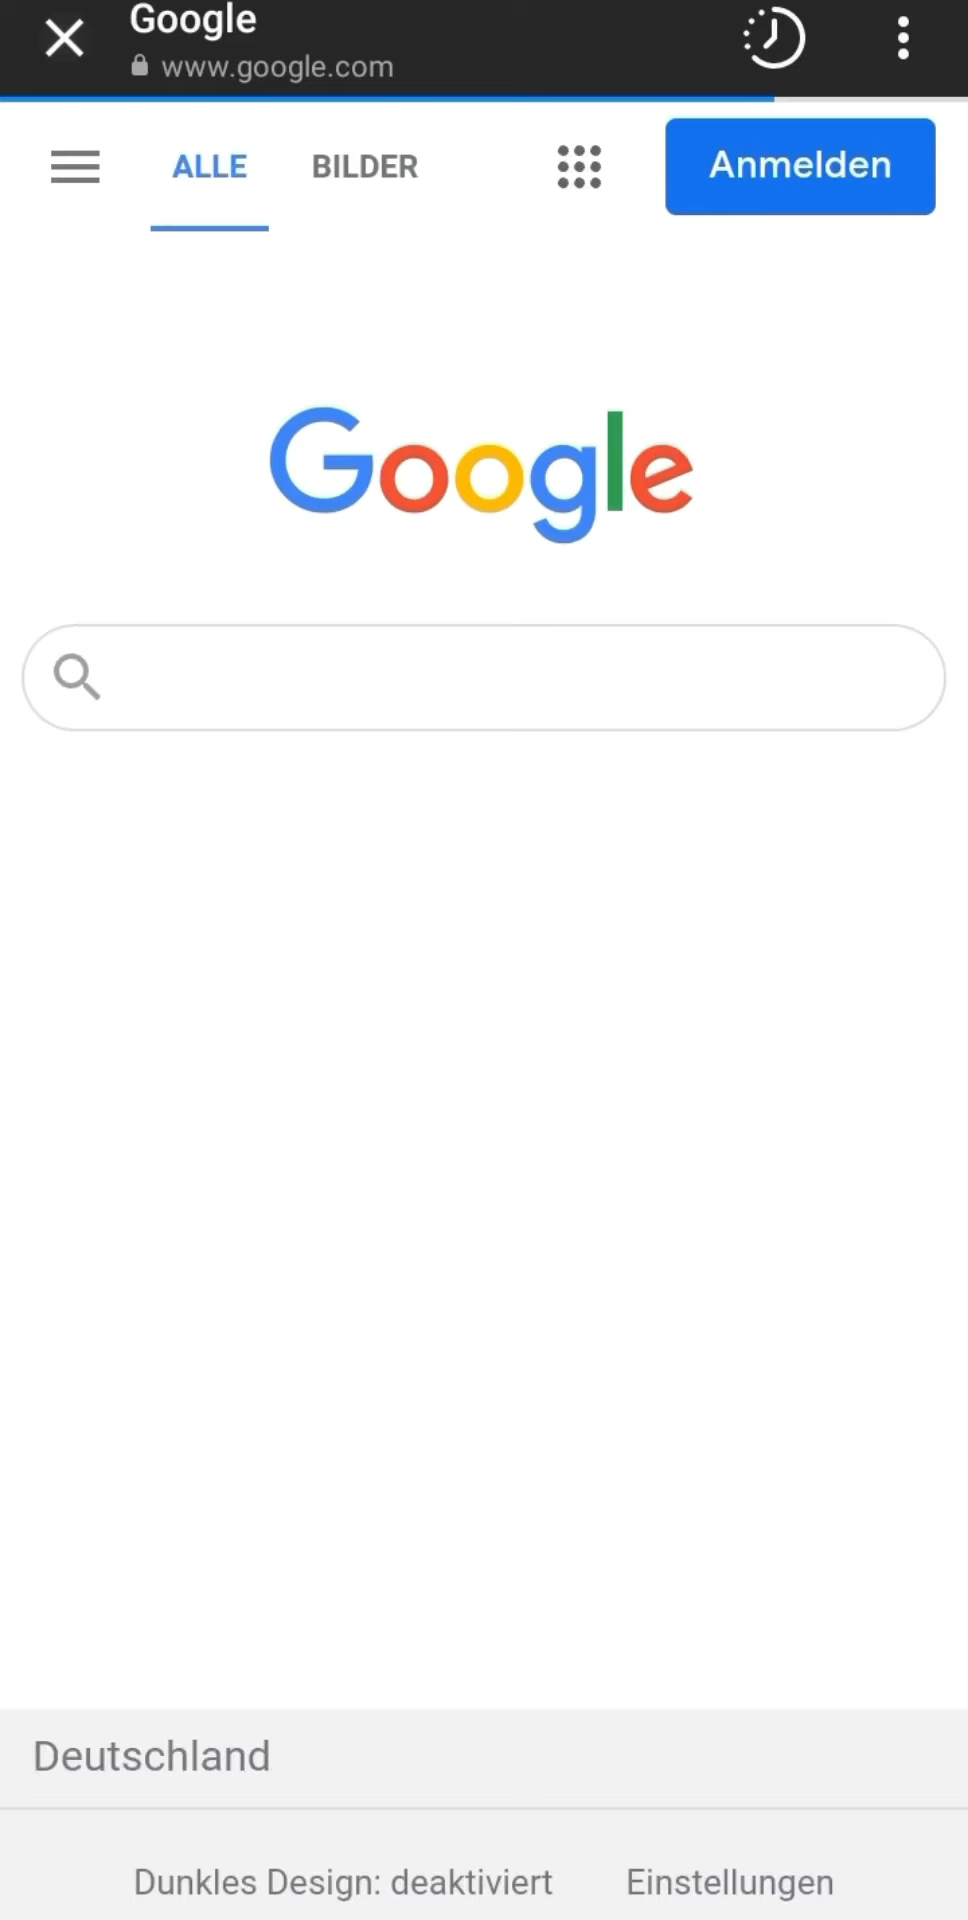 Google
www.google.com
ALLE BILDER Anmelden
Google
Deutschland
Dunkles Design: deaktiviert Einstellungen